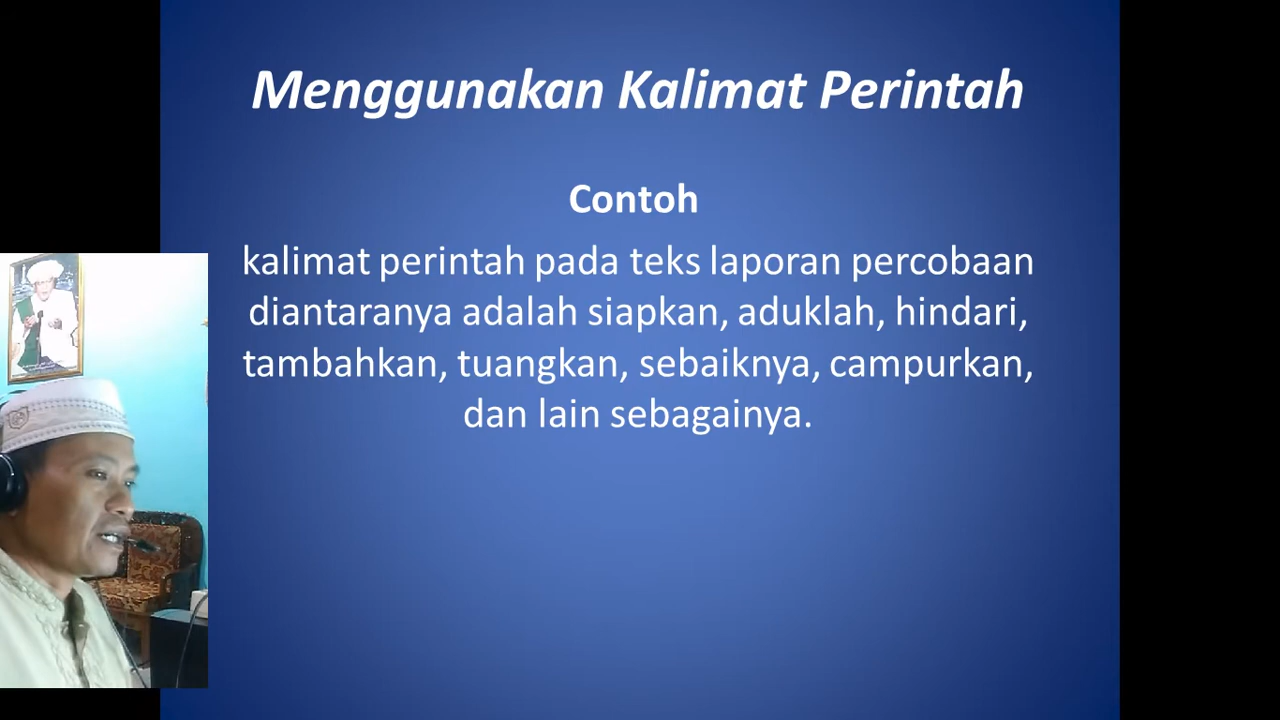 Menggunakan Kalimat Perintah
Contoh
kalimat perintah pada teks laporan percobaan
diantaranya adalah siapkan, aduklah, hindari,
tambahkan, tuangkan, sebaiknya, campurkan,
dan lain sebagainya.